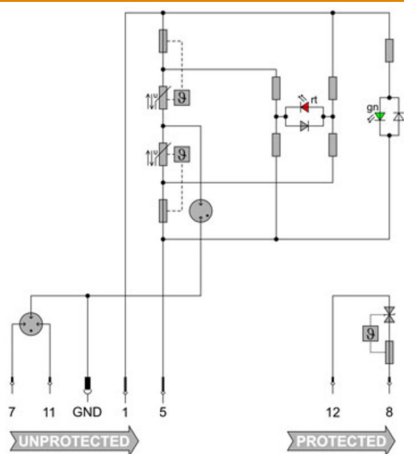 rt
gn
U
ϑ
U
ϑ
ϑ
7 11 GND 1 5 12 8
UNPROTECTED PROTECTED